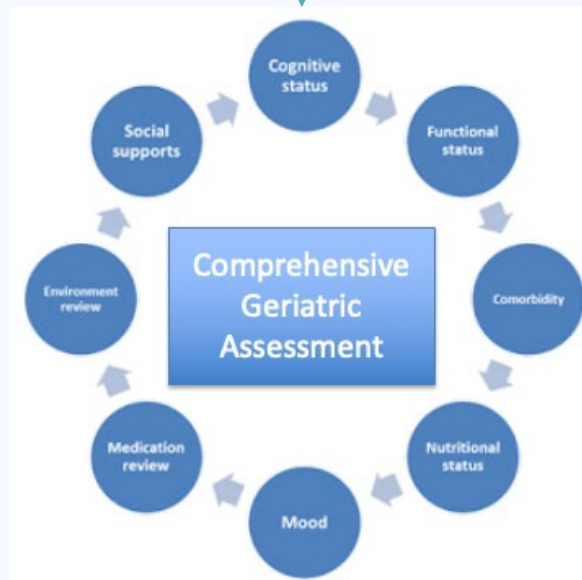 Cognitive
status
Functional
status
Comorbidity
Nutritional
status
Mood
Medication
review
Environment
review
Social
supports
Comprehensive
Geriatric
Assessment